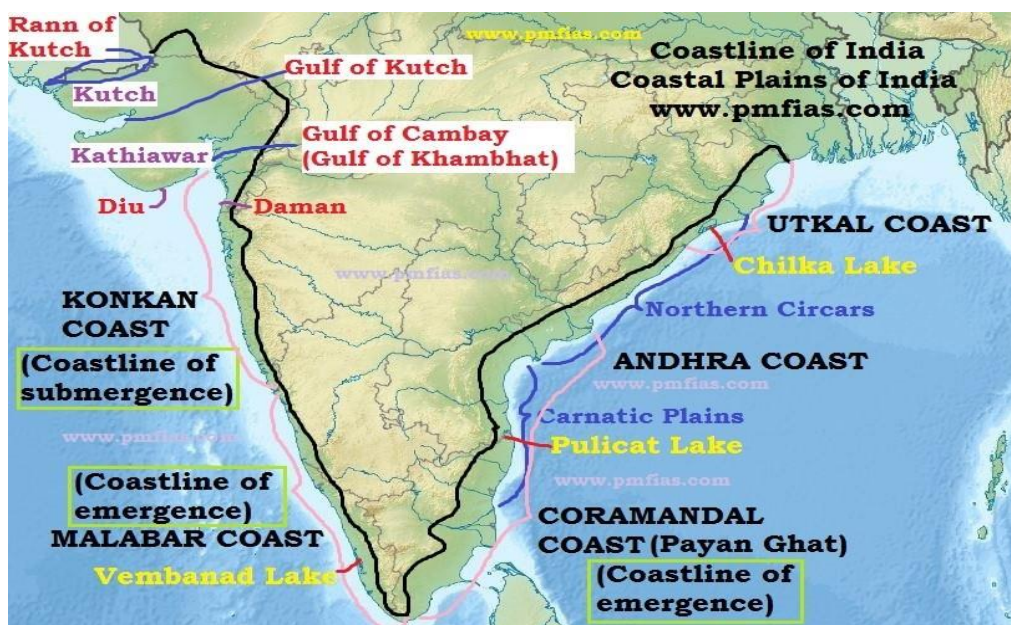 Rann of
Kutch
www.pmfias.com
Coastline of India
Coastal Plains of India
www.pmfias.com
Gulf of Kutch
Kutch
Gulf of Cambay
(Gulf of Khambhat)
Kathiawar
Diu
Daman
UTKAL COAST
Chilka Lake
www.pmfias.com
KONKAN
COAST
Northern Circars
(Coastline of
submergence)
ANDHRA COAST
www.pmfias.com
Carnatic Plains
www.pmfias.com
Pulicat Lake
www.pmfias.com
(Coastline of
emergence)
MALABAR COAST
CORAMANDAL
COAST (Payan Ghat)
Vembanad Lake
(Coastline of
emergence)